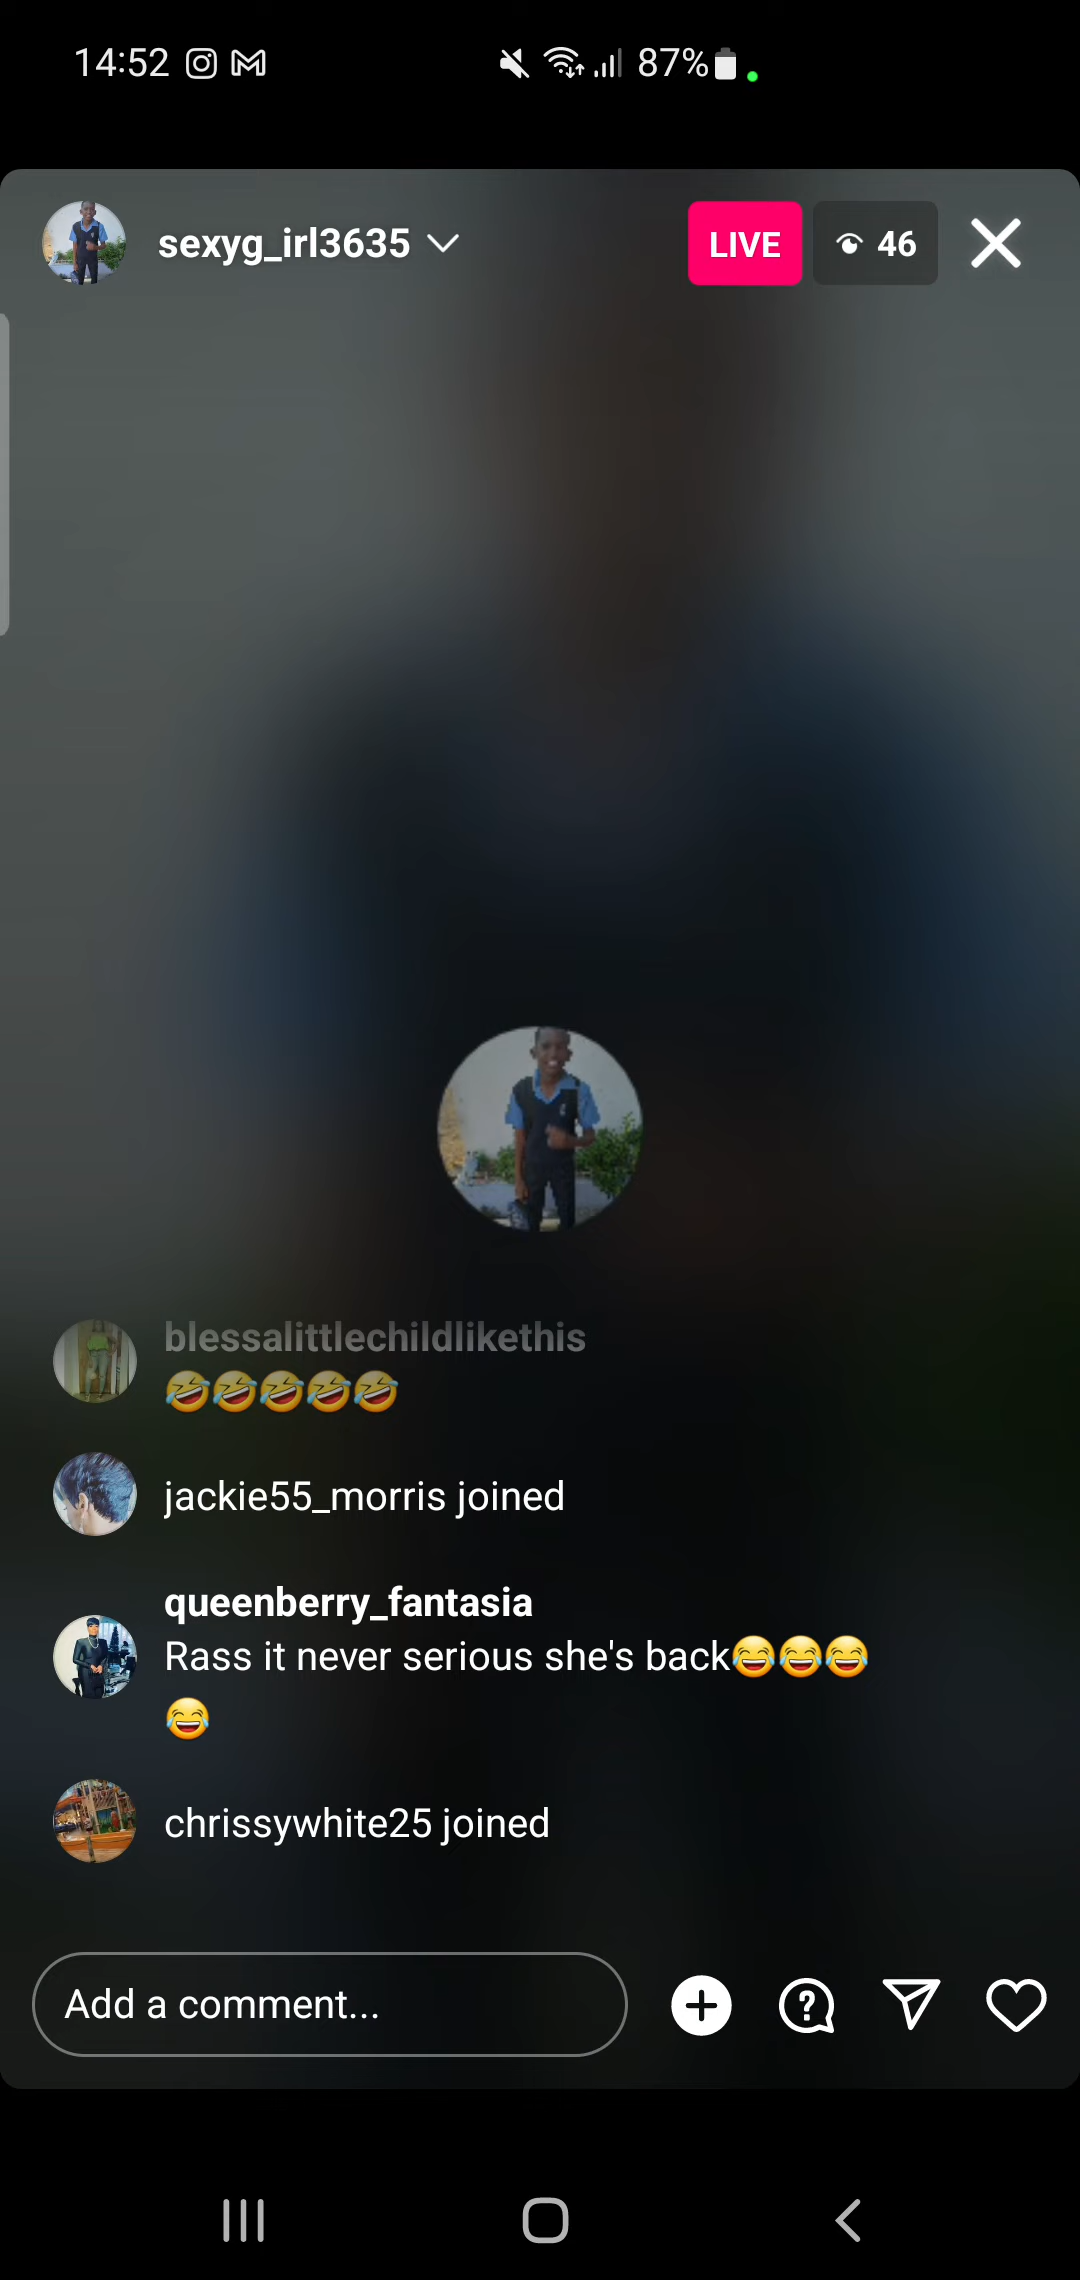 14:52
87%
sexyg_irl3635
LIVE
46
blessalittlechildlikethis
🤣🤣🤣🤣🤣
jackie55_morris joined
queenberry_fantasia
Rass it never serious she's back😂😂😂
😂
chrissywhite25 joined
Add a comment...